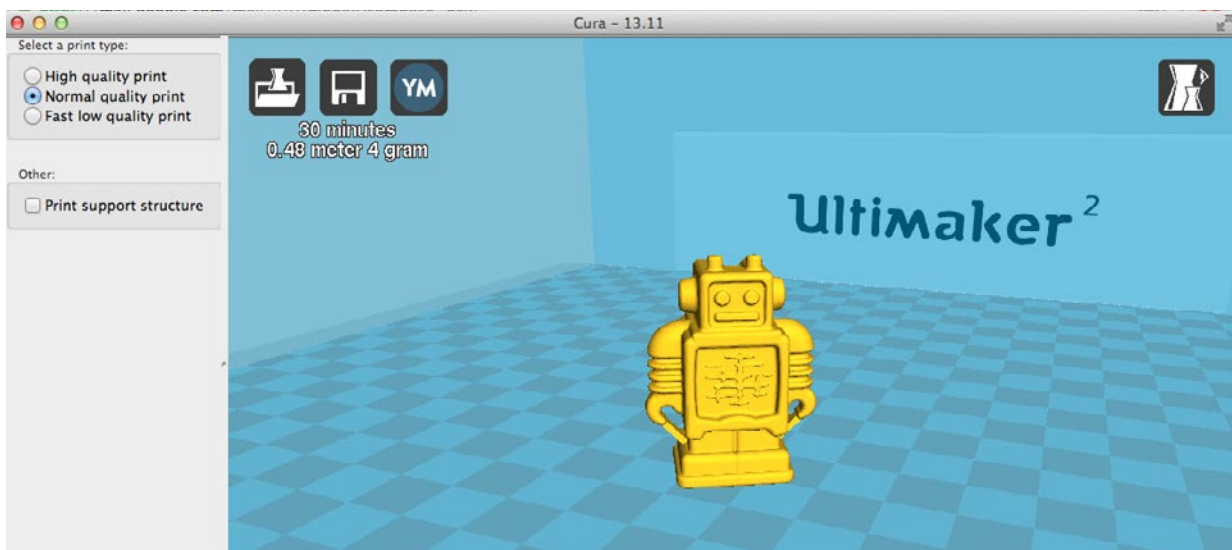 Cura – 13.11
Select a print type:
High quality print
Normal quality print
Fast low quality print
Other:
Print support structure
YM
30 minutes
0.48 meter 4 gram
Ultimaker 2